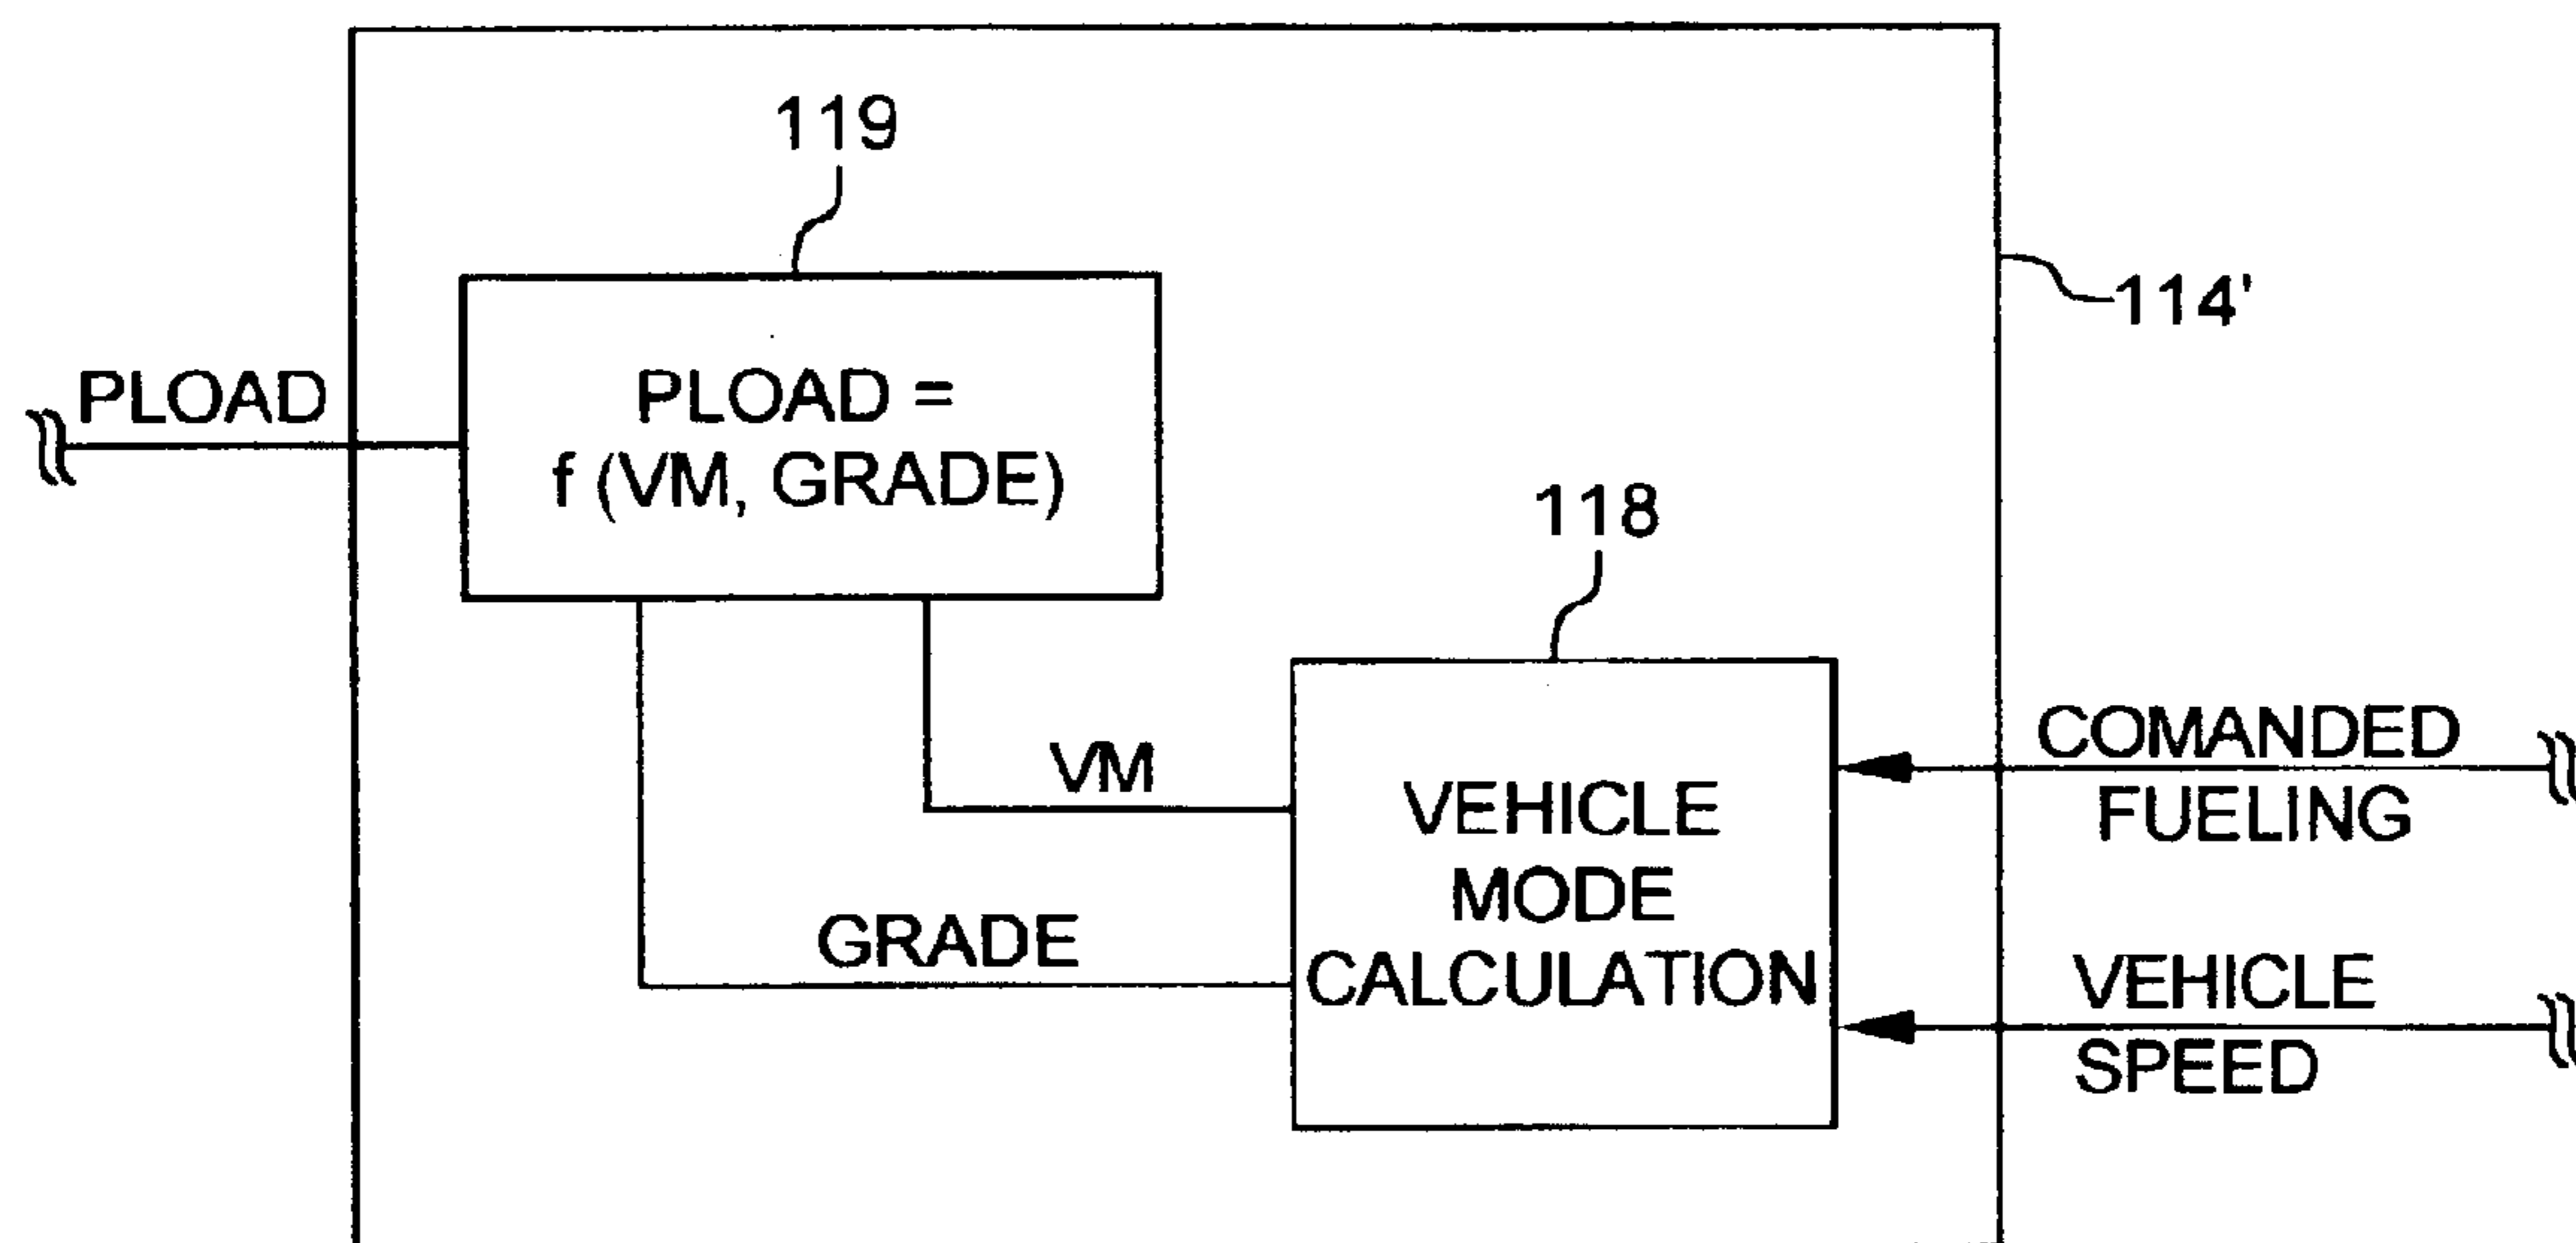 119
114'
PLOAD
PLOAD =
f (VM, GRADE)
118
VM
GRADE
VEHICLE
MODE
CALCULATION
COMANDED
FUELING
VEHICLE
SPEED